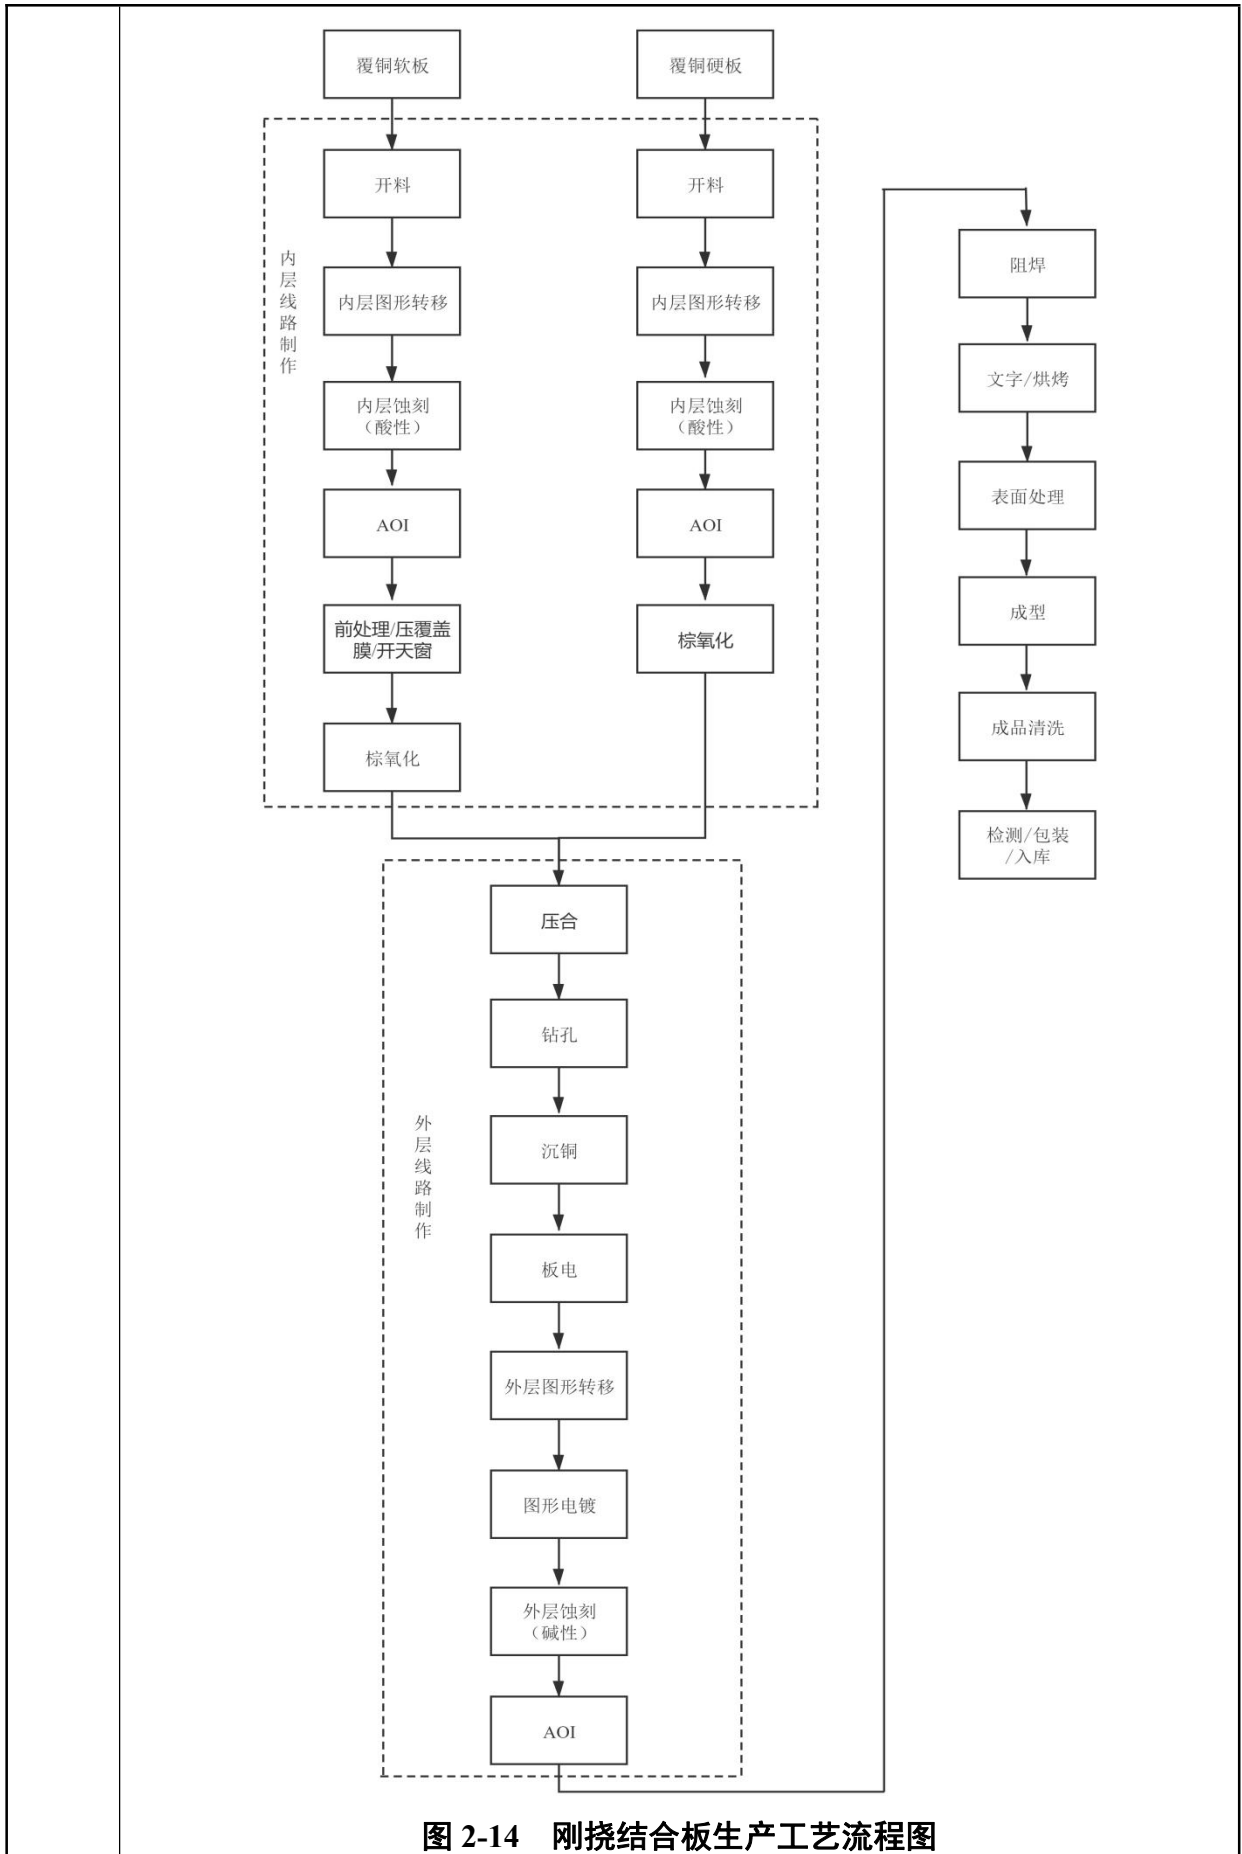 覆铜软板
覆铜硬板
内层线路制作
开料
开料
内层图形转移
内层图形转移
内层蚀刻
（酸性）
内层蚀刻
（酸性）
AOI
AOI
前处理/压覆盖
膜/开天窗
棕氧化
棕氧化
外层线路制作
压合
钻孔
沉铜
板电
外层图形转移
图形电镀
外层蚀刻
（碱性）
AOI
阻焊
文字/烘烤
表面处理
成型
成品清洗
检测/包装
/入库
图 2-14 刚挠结合板生产工艺流程图